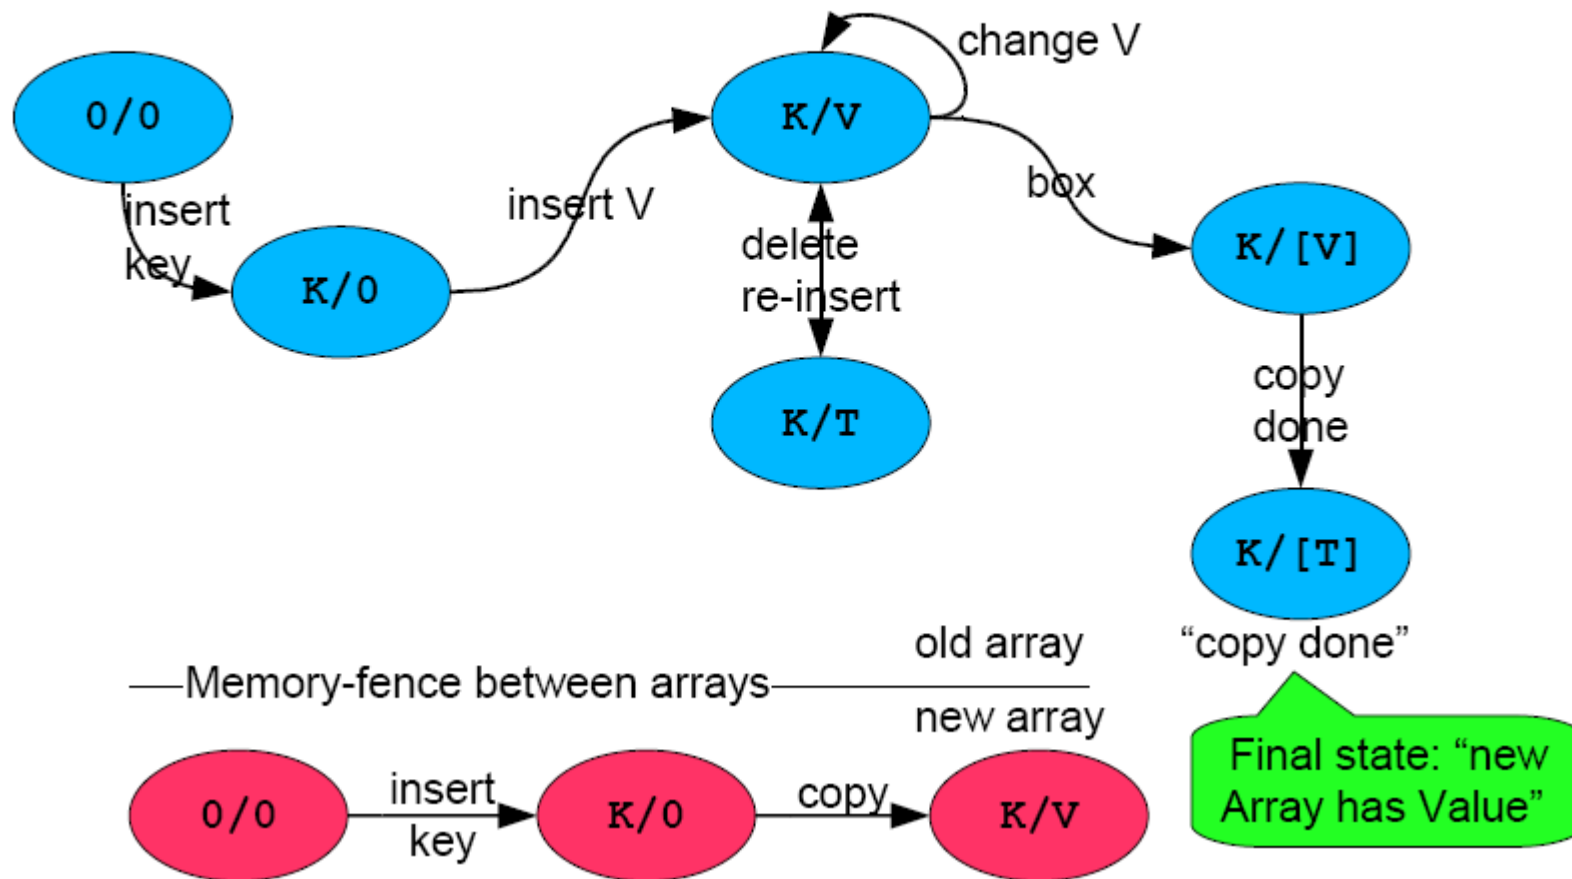 0/0
insert
key
K/0
insert V
K/V
change V
delete
re-insert
K/T
box
K/[V]
copy
done
K/[T]
“copy done”
old array
Memory-fence between arrays
new array
0/0
insert
key
K/0
copy
K/V
Final state: “new
Array has Value”